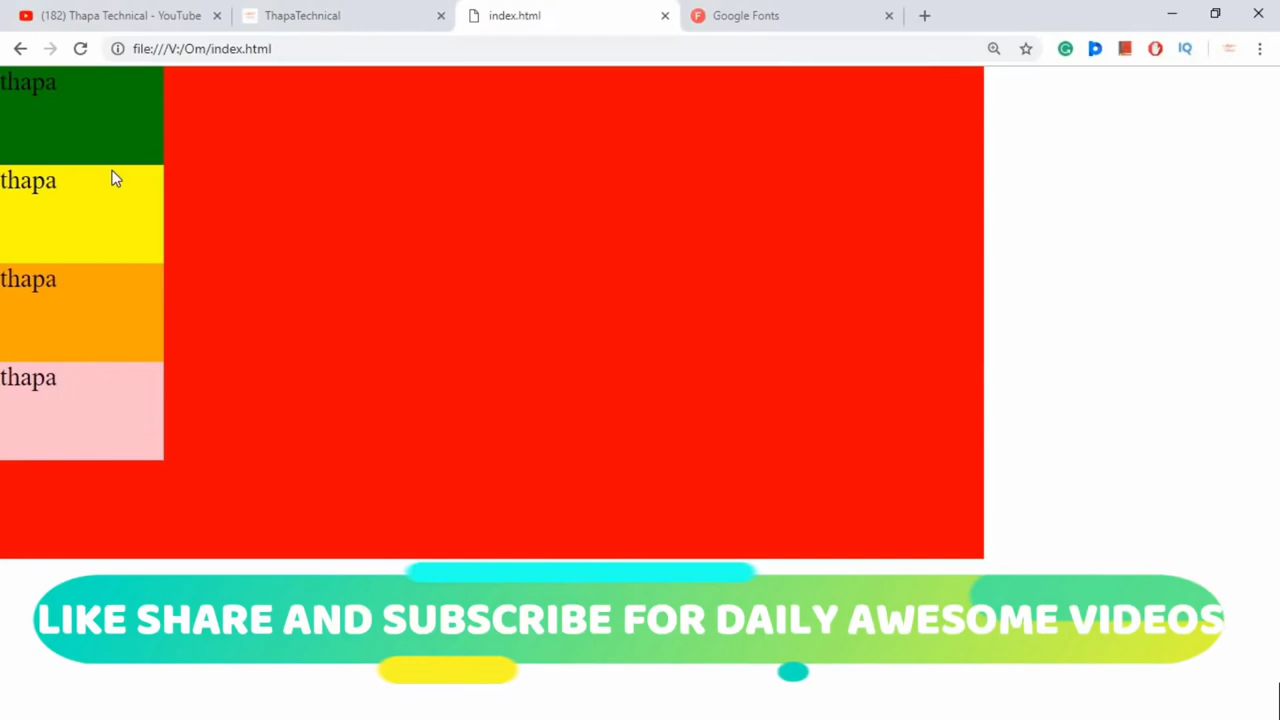 (182) Thapa Technical - YouTube
ThapaTechnical
index.html
Google Fonts
file:///V:/Om/index.html
IQ
thapa
thapa
thapa
thapa
LIKE SHARE AND SUBSCRIBE FOR DAILY AWESOME VIDEOS